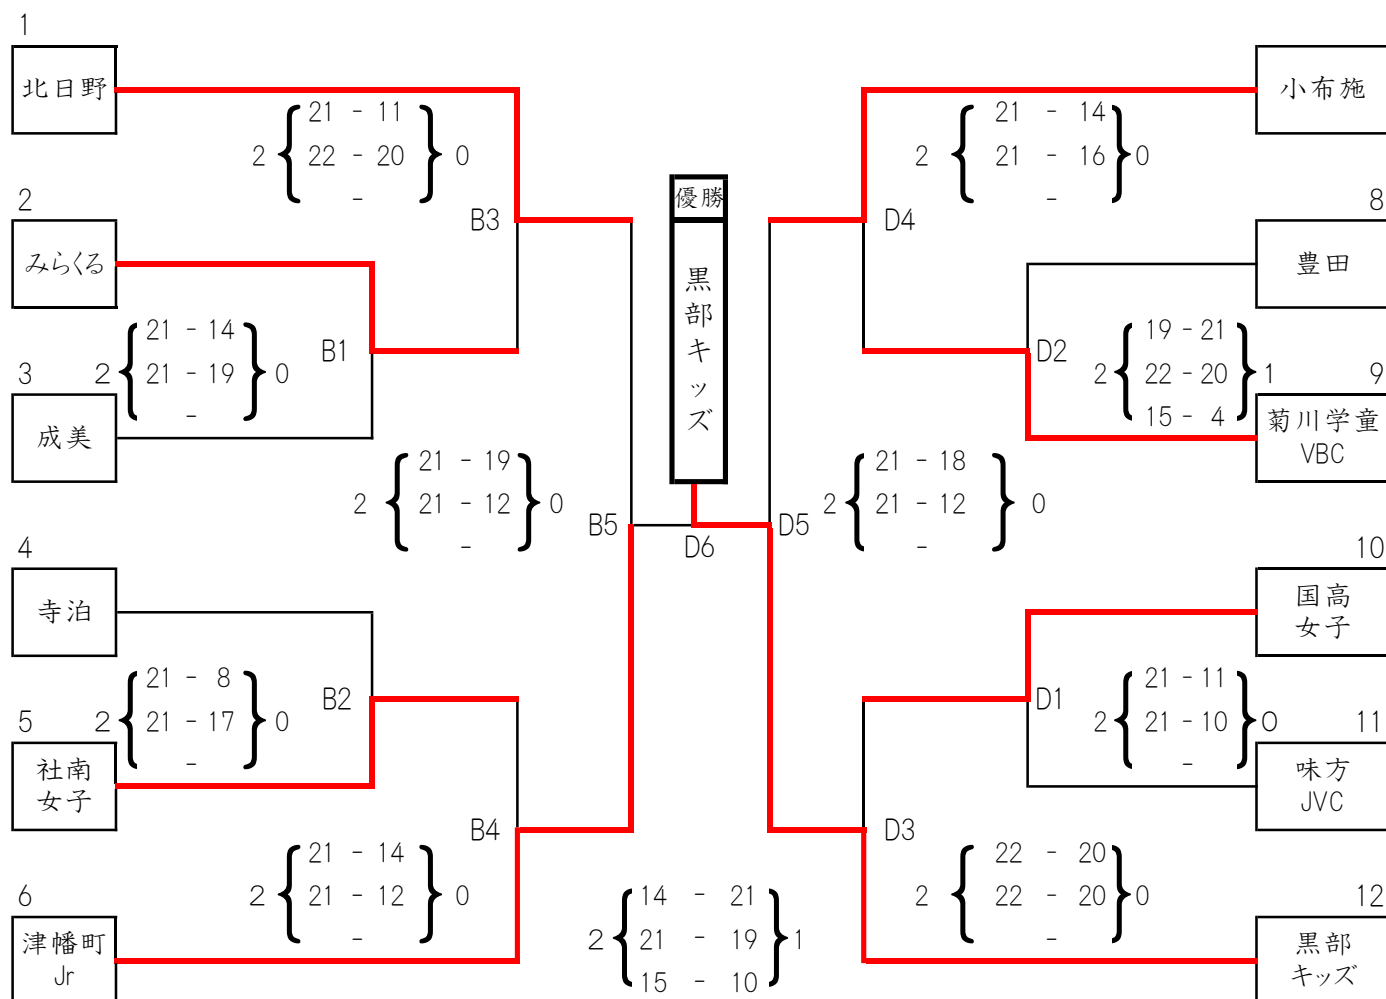 1
北日野
小布施
21 - 11
2 22 - 20 0
-
21 - 14
2 21 - 16 0
-
優勝
黒部キッズ
2
みらくる
B3
D4
8
豊田
21 - 14
2 21 - 19 0
-
B1
D2
19 - 21
2 22 - 20 1
15 - 4
3
成美
9
菊川学童
VBC
21 - 19
2 21 - 12 0
-
21 - 18
2 21 - 12 0
-
B5
D6
D5
4
寺泊
10
国高
女子
21 - 8
2 21 - 17 0
-
B2
D1
21 - 11
2 21 - 10 0
-
5
社南
女子
11
味方
JVC
B4
D3
21 - 14
2 21 - 12 0
-
22 - 20
2 22 - 20 0
-
14 - 21
2 21 - 19 1
15 - 10
6
津幡町
Jr
12
黒部
キッズ